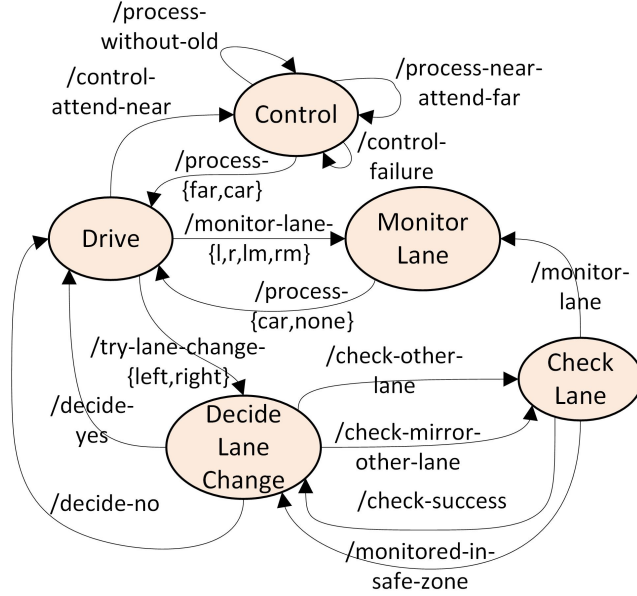 /process-
without-old
/control-
attend-near
/process-near-
attend-far
Control
/control-
failure
/process-
{far,car}
Drive
/monitor-lane-
{l,r,lm,rm}
Monitor
Lane
/process-
{car,none}
/monitor-
lane
/try-lane-change-
{left,right}
/check-other-
lane
Check
Lane
/decide-
yes
Decide
Lane
Change
/check-mirror-
other-lane
/decide-no
/check-success
/monitored-in-
safe-zone